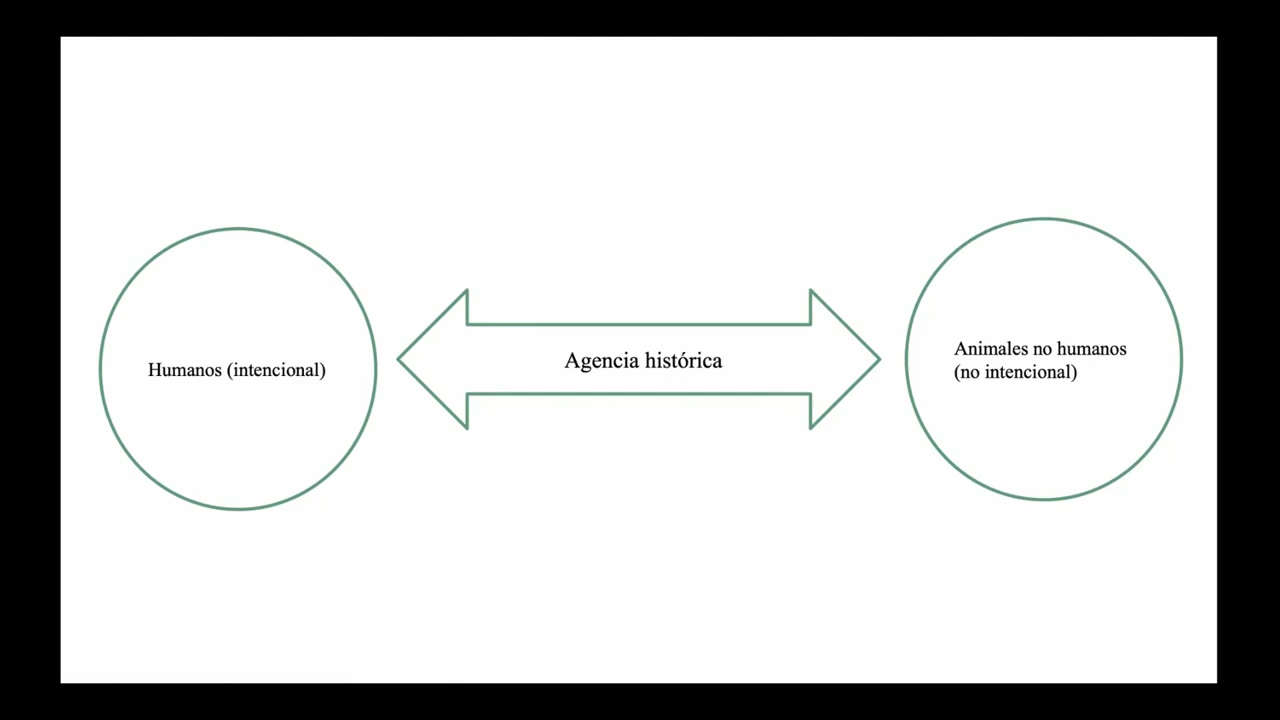 Humanos (intencional)
Agencia histórica
Animales no humanos
(no intencional)